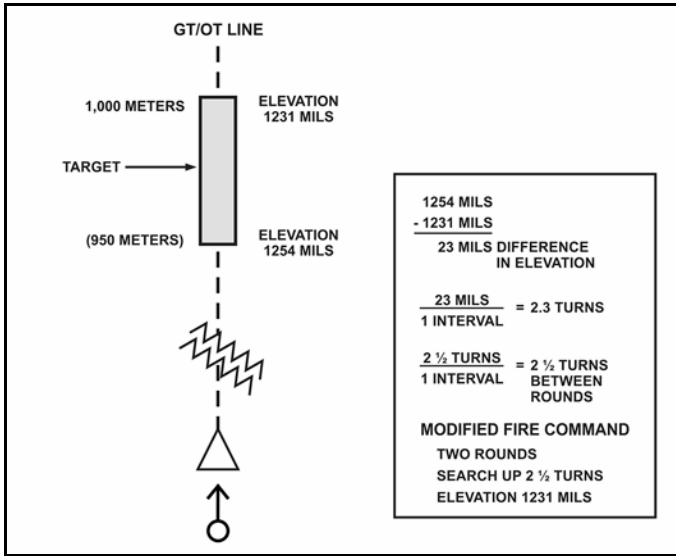 GT/OT LINE
1,000 METERS
ELEVATION
1231 MILS
TARGET
(950 METERS)
ELEVATION
1254 MILS
1254 MILS
- 1231 MILS
23 MILS DIFFERENCE
IN ELEVATION
23 MILS
1 INTERVAL
= 2.3 TURNS
2 ½ TURNS
1 INTERVAL
= 2 ½ TURNS
BETWEEN
ROUNDS
MODIFIED FIRE COMMAND
TWO ROUNDS
SEARCH UP 2 ½ TURNS
ELEVATION 1231 MILS